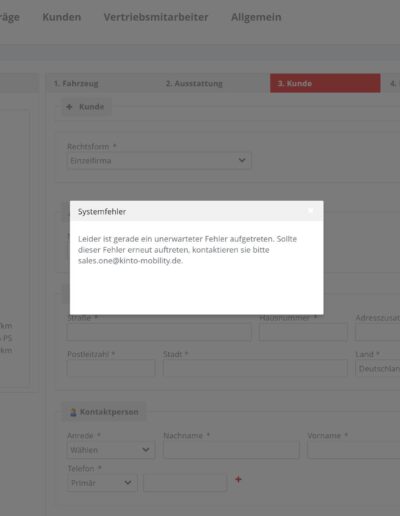 räge Kunden Vertriebsmitarbeiter Allgemein
1. Fahrzeug 2. Ausstattung 3. Kunde 4.
+ Kunde
Rechtsform *
Einzelfirma
Systemfehler
Leider ist gerade ein unerwarteter Fehler aufgetreten. Sollte
dieser Fehler erneut auftreten, kontaktieren sie bitte
sales.one@kinto-mobility.de.
Straße * Hausnummer * Adresszusat
/km
PS
km
Postleitzahl * Stadt * Land *
Deutschlan
Kontaktperson
Anrede * Nachname * Vorname *
Wählen
Telefon *
Primär +